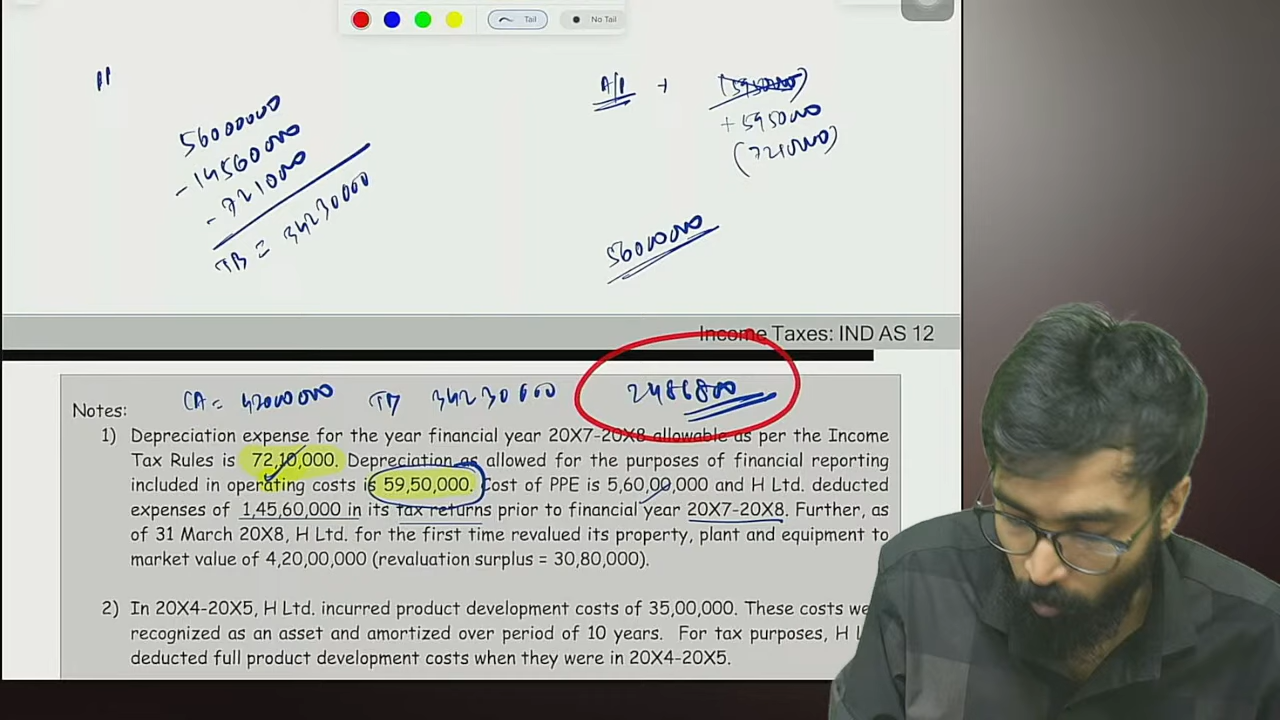 Tail
No Tail
56000000
- 14560000
- 721000
TB = 34230000
A/P +
(5950000)
+ 595000
(721000)
56000000
Income Taxes: IND AS 12
CA = 42000000 TB 34230000 2486800
Notes:
1) Depreciation expense for the year financial year 20X7-20X8 allowable as per the Income
Tax Rules is 72,10,000. Depreciation as allowed for the purposes of financial reporting
included in operating costs is 59,50,000. Cost of PPE is 5,60,00,000 and H Ltd. deducted
expenses of 1,45,60,000 in its tax returns prior to financial year 20X7-20X8. Further, as
of 31 March 20X8, H Ltd. for the first time revalued its property, plant and equipment to
market value of 4,20,00,000 (revaluation surplus = 30,80,000).
2) In 20X4-20X5, H Ltd. incurred product development costs of 35,00,000. These costs we
recognized as an asset and amortized over period of 10 years. For tax purposes, H L
deducted full product development costs when they were in 20X4-20X5.